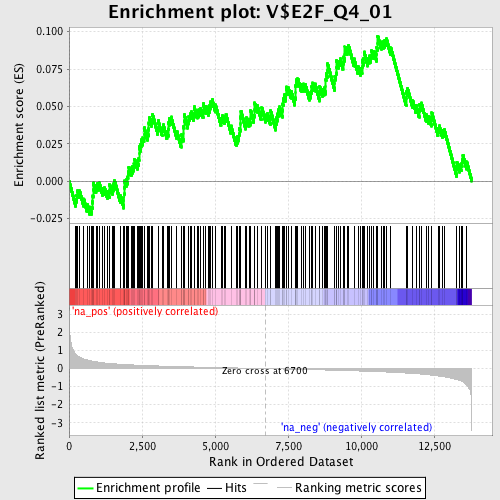 Enrichment plot: V$E2F_Q4_01
Enrichment score (ES)
0.100
0.075
0.050
0.025
0.000
-0.025
'na_pos' (positively correlated)
Ranked list metric (PreRanked)
3
2
1
0
-1
-2
-3
Zero cross at 6700
'na_neg' (negatively correlated)
0
2,500
5,000
7,500
10,000
12,500
Rank in Ordered Dataset
Enrichment profile
Hits
Ranking metric scores